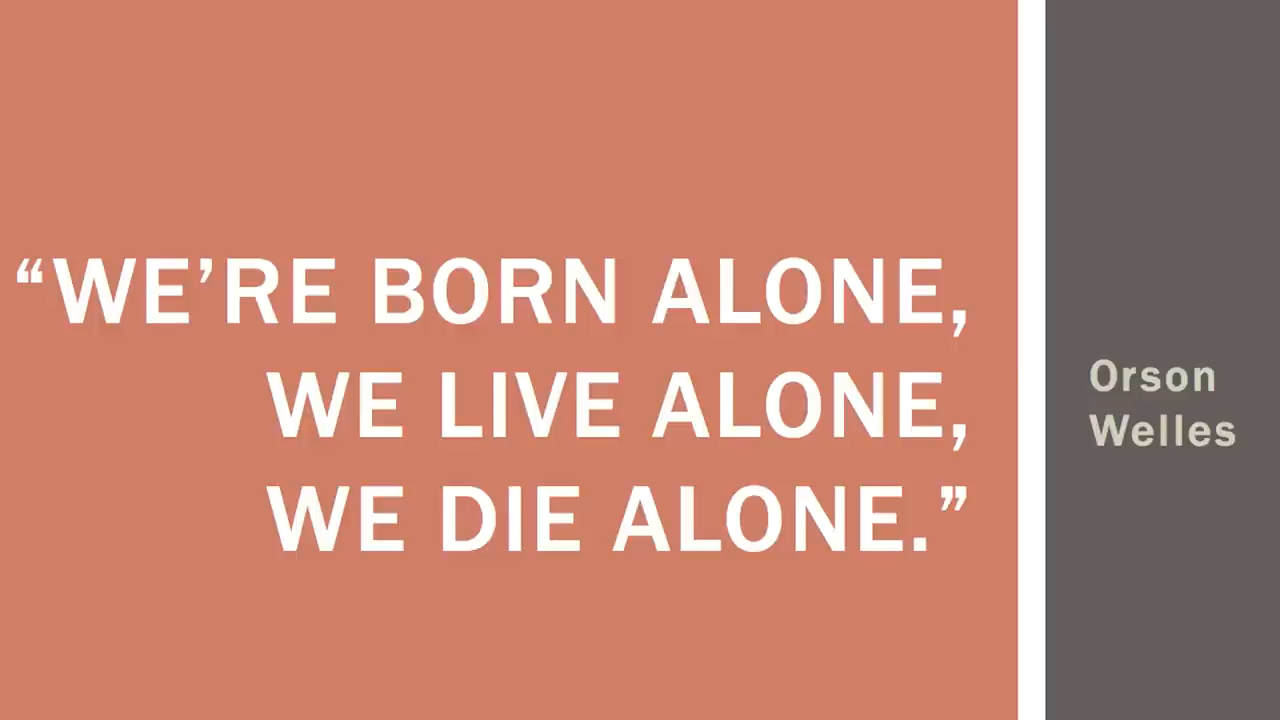 “WE’RE BORN ALONE,
WE LIVE ALONE,
WE DIE ALONE.”
Orson
Welles